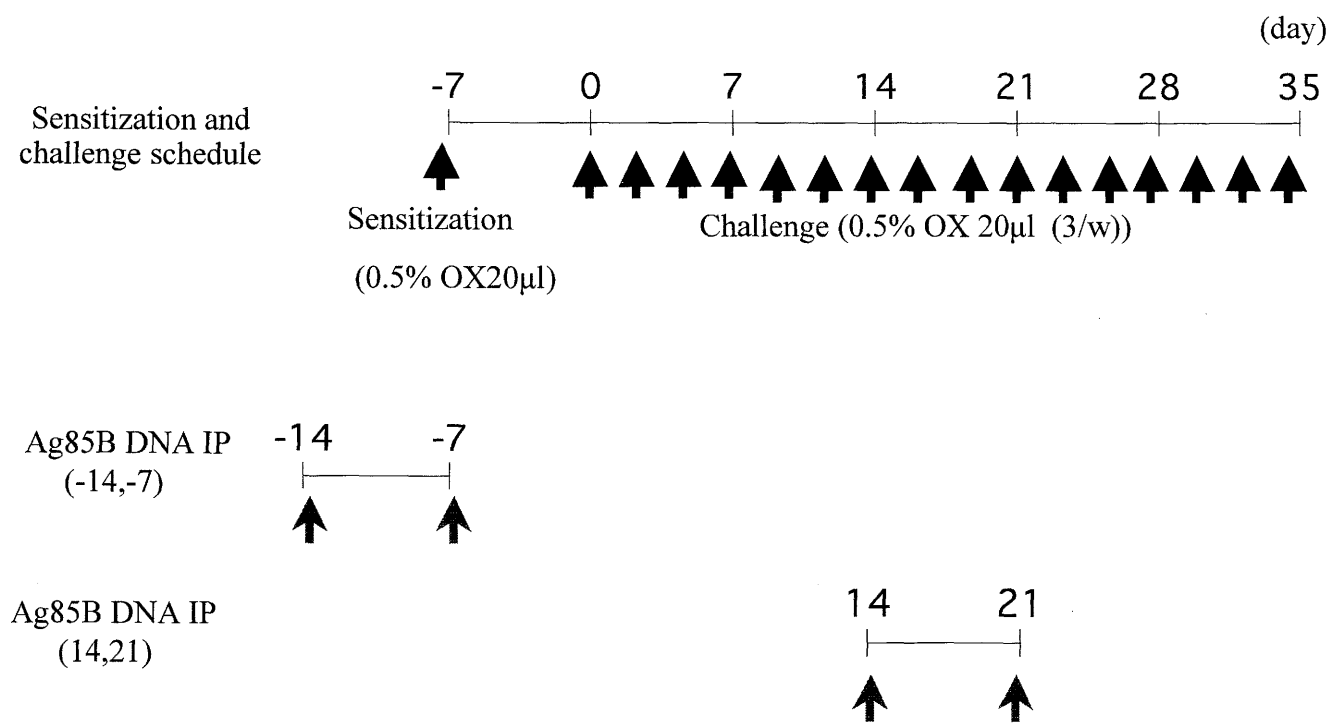 (day)
-7 0 7 14 21 28 35
Sensitization and
challenge schedule
Sensitization
Challenge (0.5% OX 20μl (3/w))
(0.5% OX20μl)
Ag85B DNA IP
(-14,-7)
-14 -7
Ag85B DNA IP
(14,21)
14 21